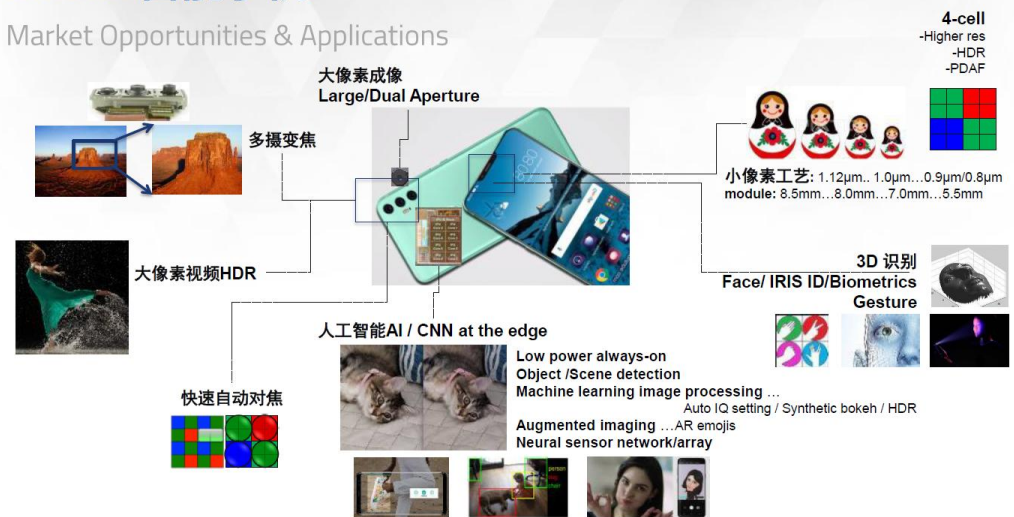 Market Opportunities & Applications
4-cell
-Higher res
-HDR
-PDAF
大像素成像
Large/Dual Aperture
多摄变焦
小像素工艺: 1.12µm.. 1.0µm…0.9µm/0.8µm
module: 8.5mm…8.0mm…7.0mm…5.5mm
大像素视频HDR
3D 识别
Face/ IRIS ID/Biometrics
Gesture
人工智能AI / CNN at the edge
Low power always-on
Object /Scene detection
Machine learning image processing …
Auto IQ setting / Synthetic bokeh / HDR
Augmented imaging …AR emojis
Neural sensor network/array
快速自动对焦
person